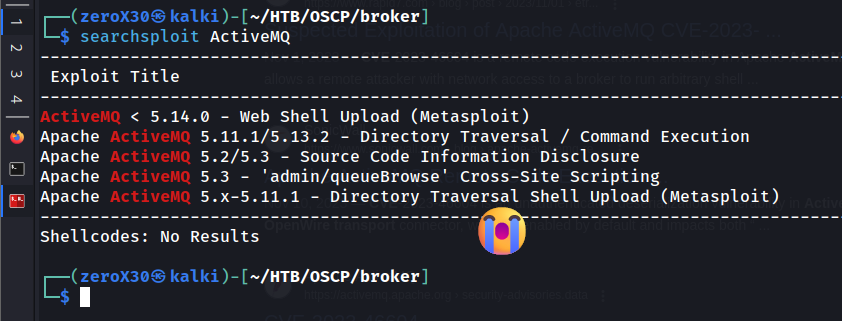 1
2
3
4
┌──(zeroX30㉿kalki)-[~/HTB/OSCP/broker]
└─$ searchsploit ActiveMQ
--------------------------------------------------------------------------------
Exploit Title
--------------------------------------------------------------------------------
ActiveMQ < 5.14.0 - Web Shell Upload (Metasploit)
Apache ActiveMQ 5.11.1/5.13.2 - Directory Traversal / Command Execution
Apache ActiveMQ 5.2/5.3 - Source Code Information Disclosure
Apache ActiveMQ 5.3 - 'admin/queueBrowse' Cross-Site Scripting
Apache ActiveMQ 5.x-5.11.1 - Directory Traversal Shell Upload (Metasploit)
--------------------------------------------------------------------------------
Shellcodes: No Results
┌──(zeroX30㉿kalki)-[~/HTB/OSCP/broker]
└─$